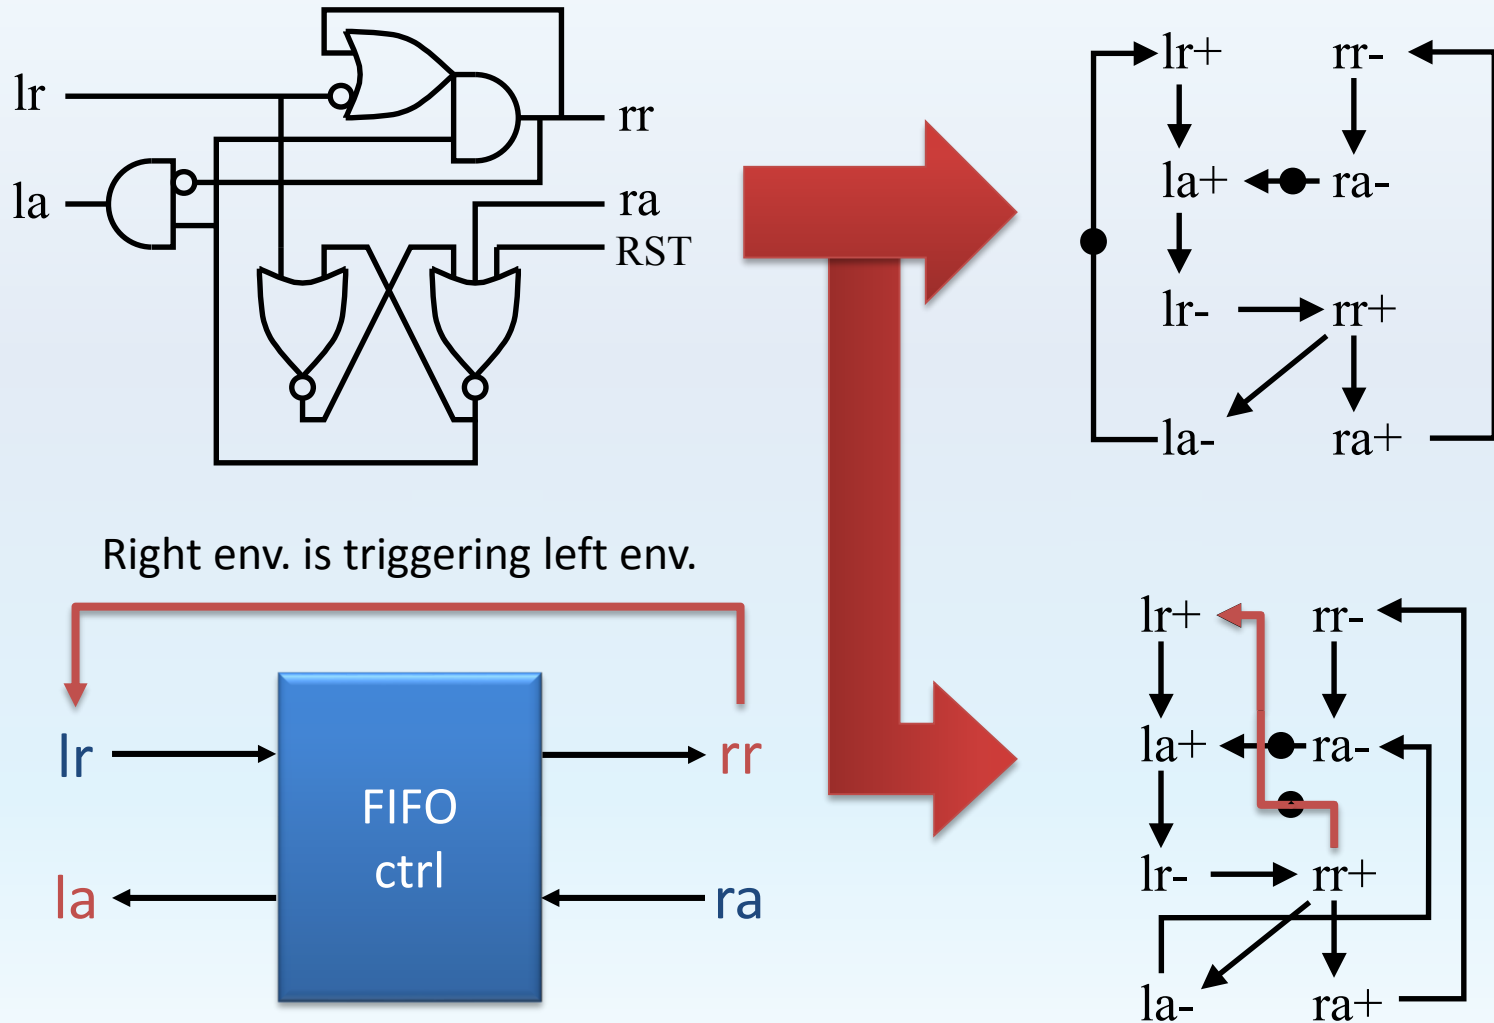 lr
rr
la
ra
RST
lr+ rr-
la+ ra-
lr- rr+
la- ra+
Right env. is triggering left env.
lr
rr
FIFO
ctrl
la
ra
lr+ rr-
la+ ra-
lr- rr+
la- ra+